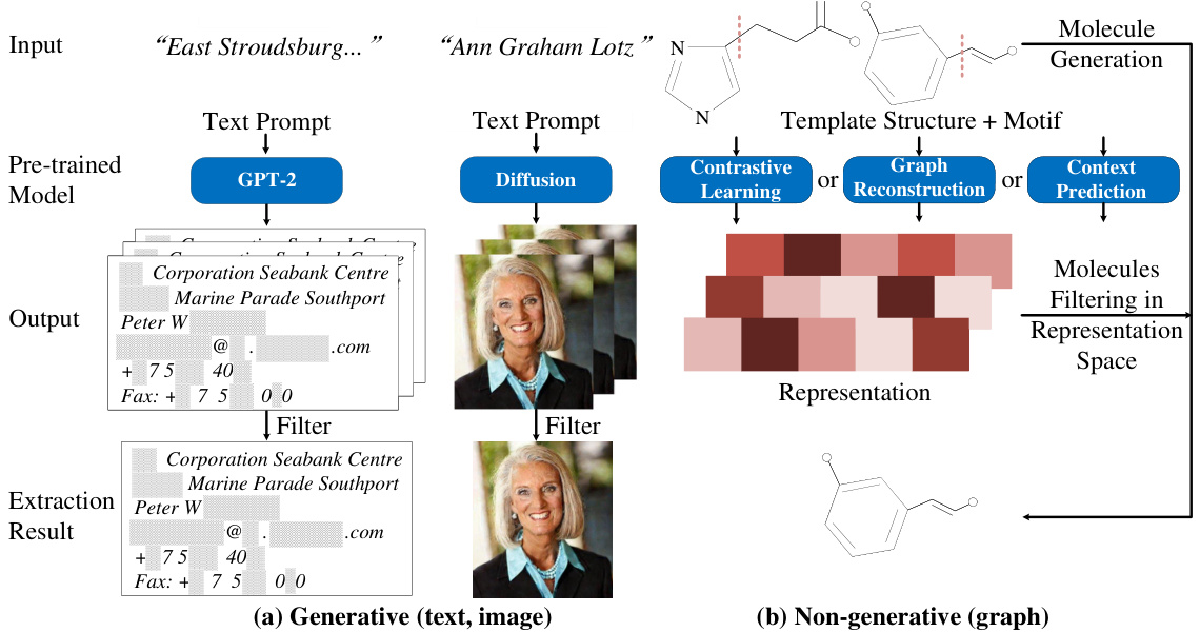 Input
“East Stroudsburg... ”
“Ann Graham Lotz ”
N
N
Molecule
Generation
Text Prompt
Text Prompt
Template Structure + Motif
Pre-trained
Model
GPT-2
Diffusion
Contrastive
Learning
or
Graph
Reconstruction
or
Context
Prediction
Output
Corporation Seabank Centre
Marine Parade Southport
Peter W
@ . .com
+ 7 5 40
Fax: + 7 5 0 0
Representation
Molecules
Filtering in
Representation
Space
Filter
Filter
Extraction
Result
Corporation Seabank Centre
Marine Parade Southport
Peter W
@ . .com
+ 7 5 40
Fax: + 7 5 0 0
(a) Generative (text, image)
(b) Non-generative (graph)